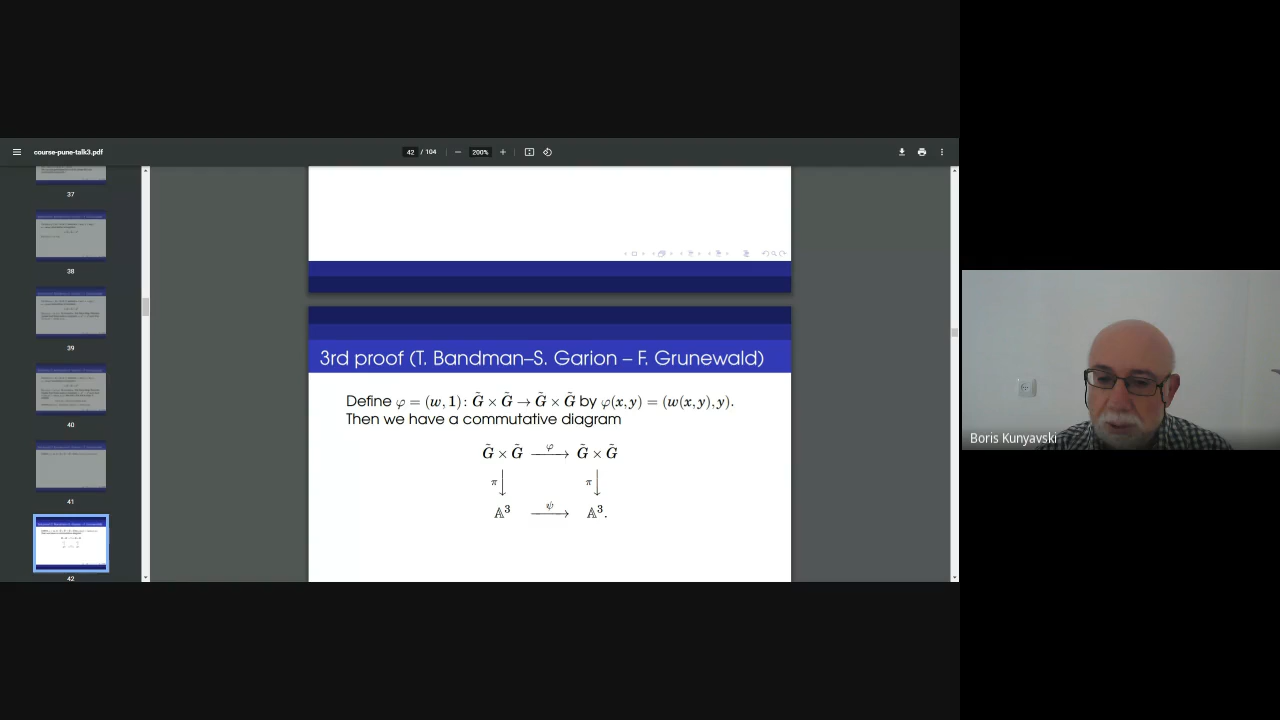 course-pune-talk3.pdf
42 / 104
200%
37
38
39
40
41
42
3rd proof (T. Bandman–S. Garion – F. Grunewald)
Define φ = (w, 1): G̃ × G̃ → G̃ × G̃ by φ(x, y) = (w(x, y), y).
Then we have a commutative diagram
G̃ × G̃ φ⟶ G̃ × G̃
π↓ π↓
𝔸³ ψ⟶ 𝔸³.
Boris Kunyavski